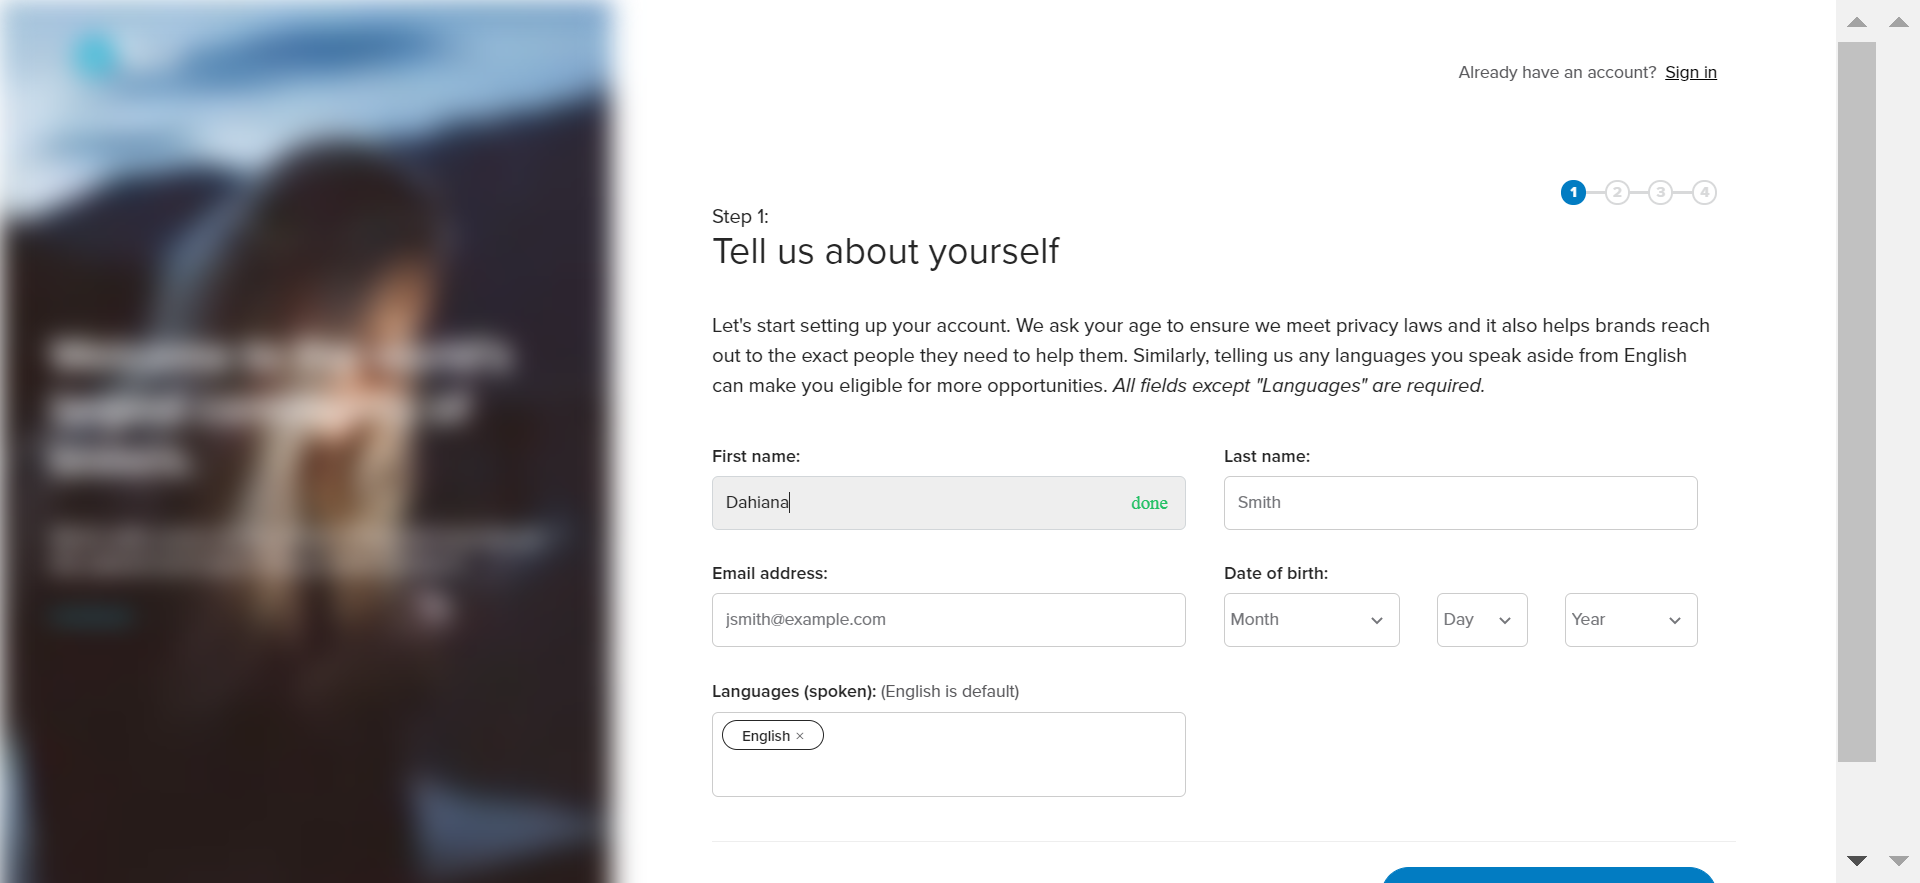 Already have an account? Sign in
1 2 3 4
Step 1:
Tell us about yourself
Let's start setting up your account. We ask your age to ensure we meet privacy laws and it also helps brands reach
out to the exact people they need to help them. Similarly, telling us any languages you speak aside from English
can make you eligible for more opportunities. All fields except "Languages" are required.
First name: Last name:
Dahiana done Smith
Email address: Date of birth:
jsmith@example.com Month Day Year
Languages (spoken): (English is default)
English ×